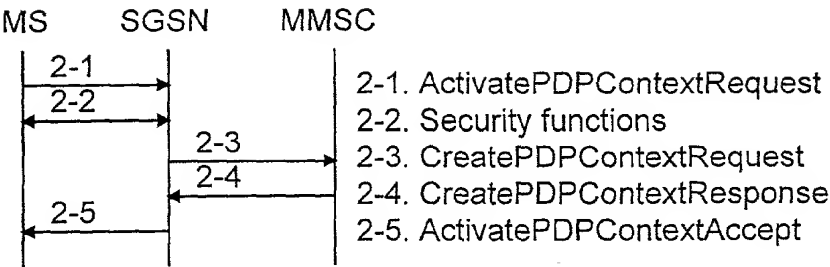 MS SGSN MMSC
2-1
2-2
2-3
2-4
2-5
2-1. ActivatePDPContextRequest
2-2. Security functions
2-3. CreatePDPContextRequest
2-4. CreatePDPContextResponse
2-5. ActivatePDPContextAccept